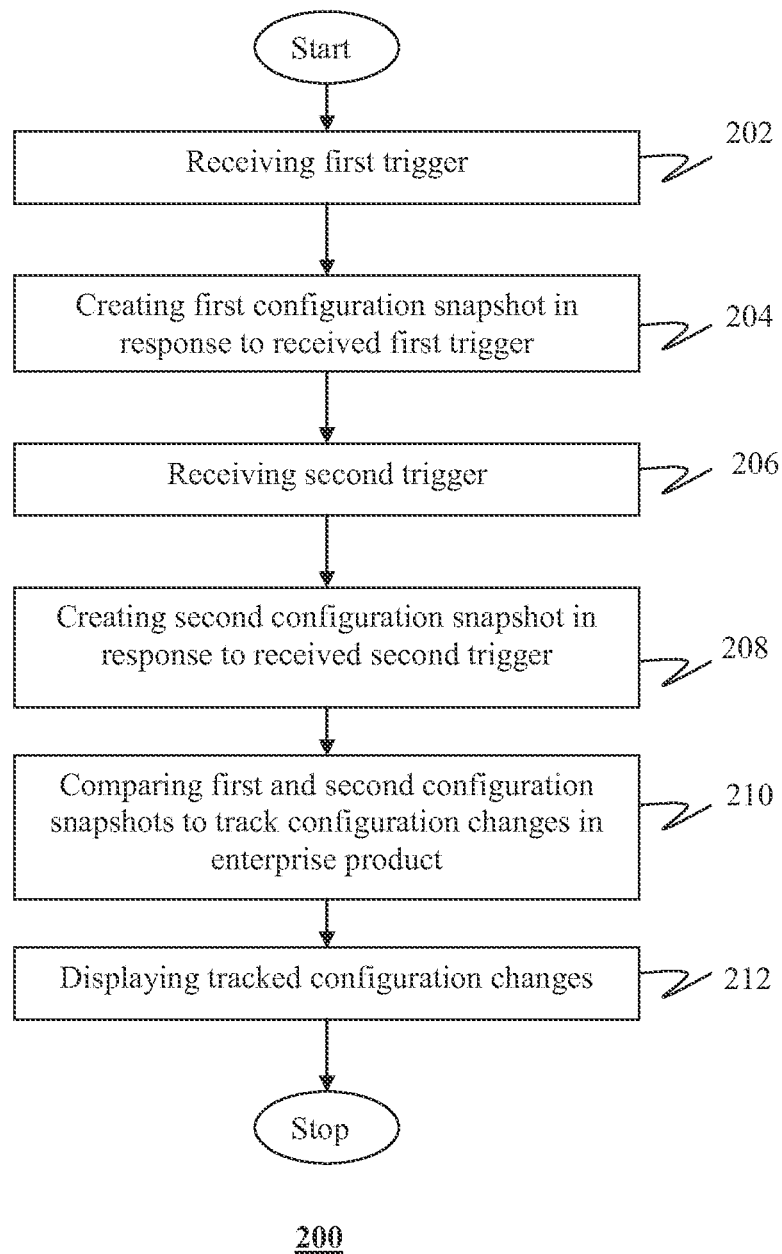 Start
Receiving first trigger
202
Creating first configuration snapshot in
response to received first trigger
204
Receiving second trigger
206
Creating second configuration snapshot in
response to received second trigger
208
Comparing first and second configuration
snapshots to track configuration changes in
enterprise product
210
Displaying tracked configuration changes
212
Stop
200